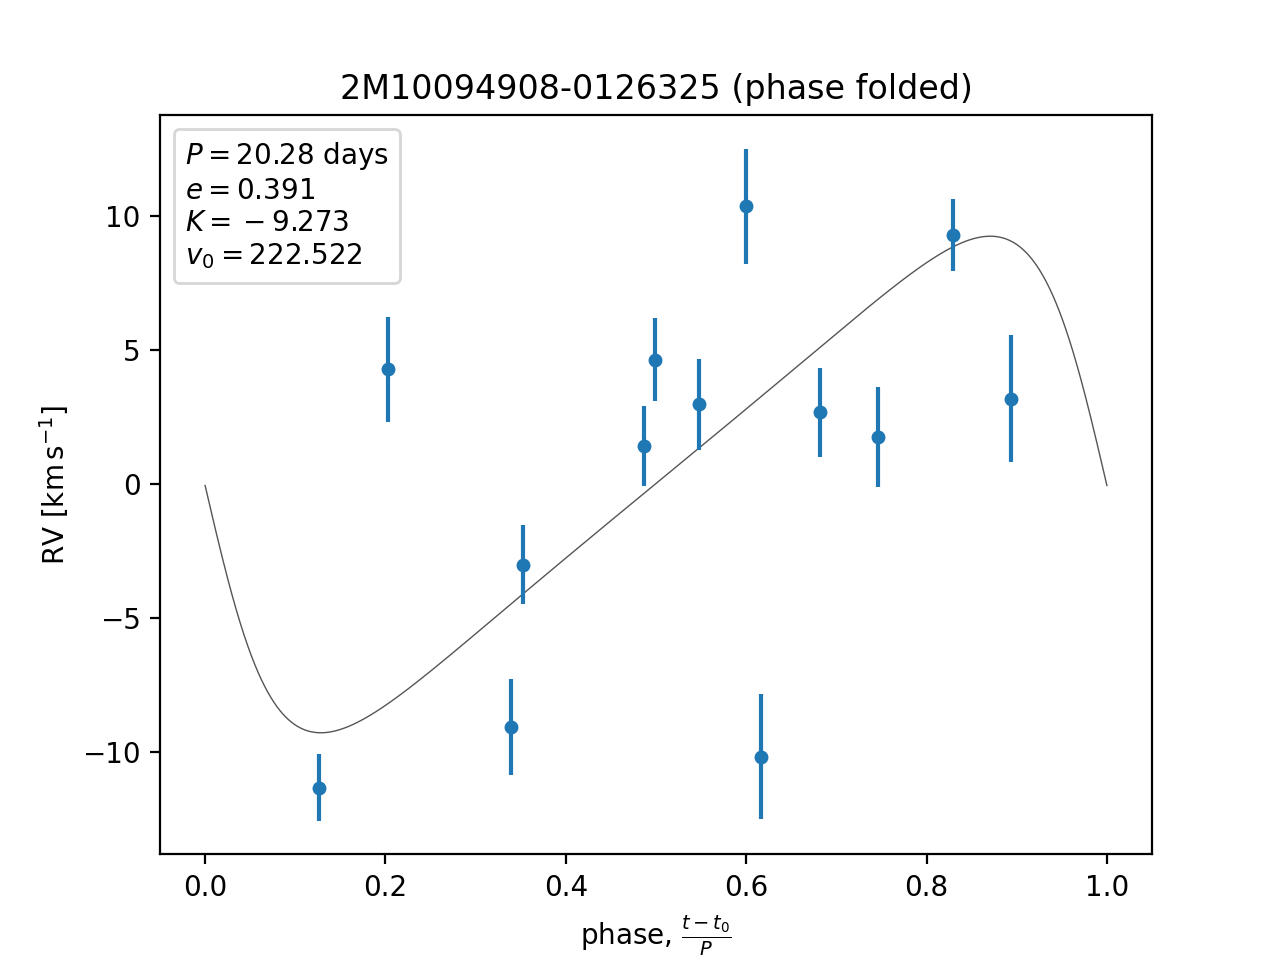 2M10094908-0126325 (phase folded)
P = 20.28 days
e = 0.391
K = −9.273
v₀ = 222.522
10
5
0
−5
−10
RV [km s⁻¹]
0.0 0.2 0.4 0.6 0.8 1.0
phase, (t − t₀)/P